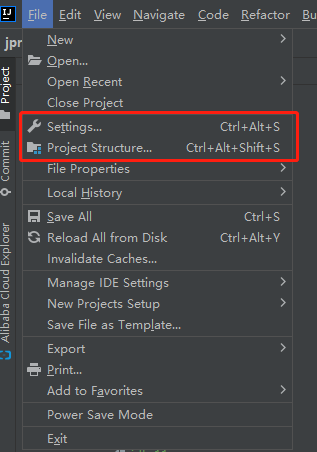 IJ File Edit View Navigate Code Refactor Bu
jpr
New
Open...
Open Recent
Close Project
Settings... Ctrl+Alt+S
Project Structure... Ctrl+Alt+Shift+S
File Properties
Local History
Save All Ctrl+S
Reload All from Disk Ctrl+Alt+Y
Invalidate Caches...
Manage IDE Settings
New Projects Setup
Save File as Template...
Export
Print...
Add to Favorites
Power Save Mode
Exit
Project
Commit
Alibaba Cloud Explorer